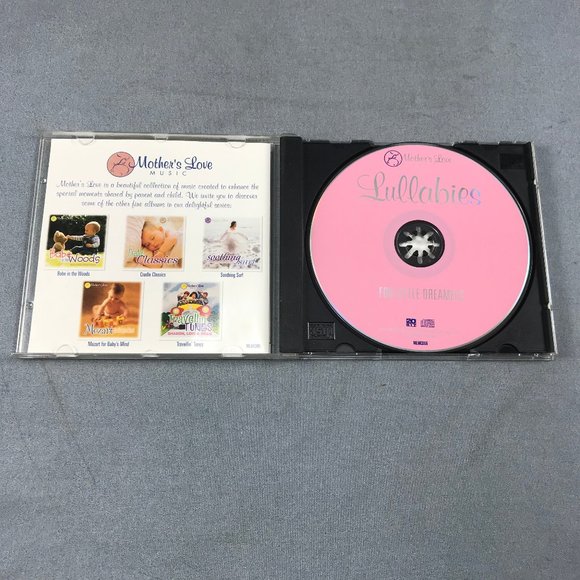 Mother's Love
MUSIC
Mother's Love is a beautiful collection of music created to enhance the
special moments shared by parent and child. We invite you to discover
some of the other fine albums in our delightful series:
Babe
Woods
Classics
Soothing
Babe in the Woods
Cradle Classics
Soothing Surf
Mozart
Travellin'
TUNES
Mozart for Baby's Mind
Travellin' Tunes
Mother's Love
Lullabies
FOR LITTLE DREAMERS